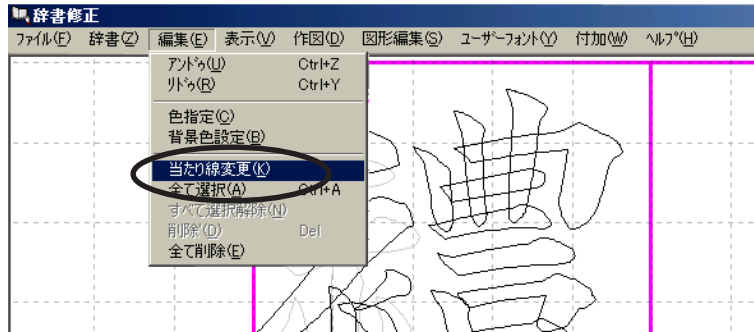 辞書修正
ファイル(F) 辞書(Z) 編集(E) 表示(V) 作図(D) 図形編集(S) ユーザーフォント(Y) 付加(W) ヘルプ(H)
アンドゥ(U) Ctrl+Z
リドゥ(R) Ctrl+Y
色指定(C)
背景色設定(B)
当たり線変更(K)
全て選択(A) Ctrl+A
すべて選択解除(N)
削除(D) Del
全て削除(E)